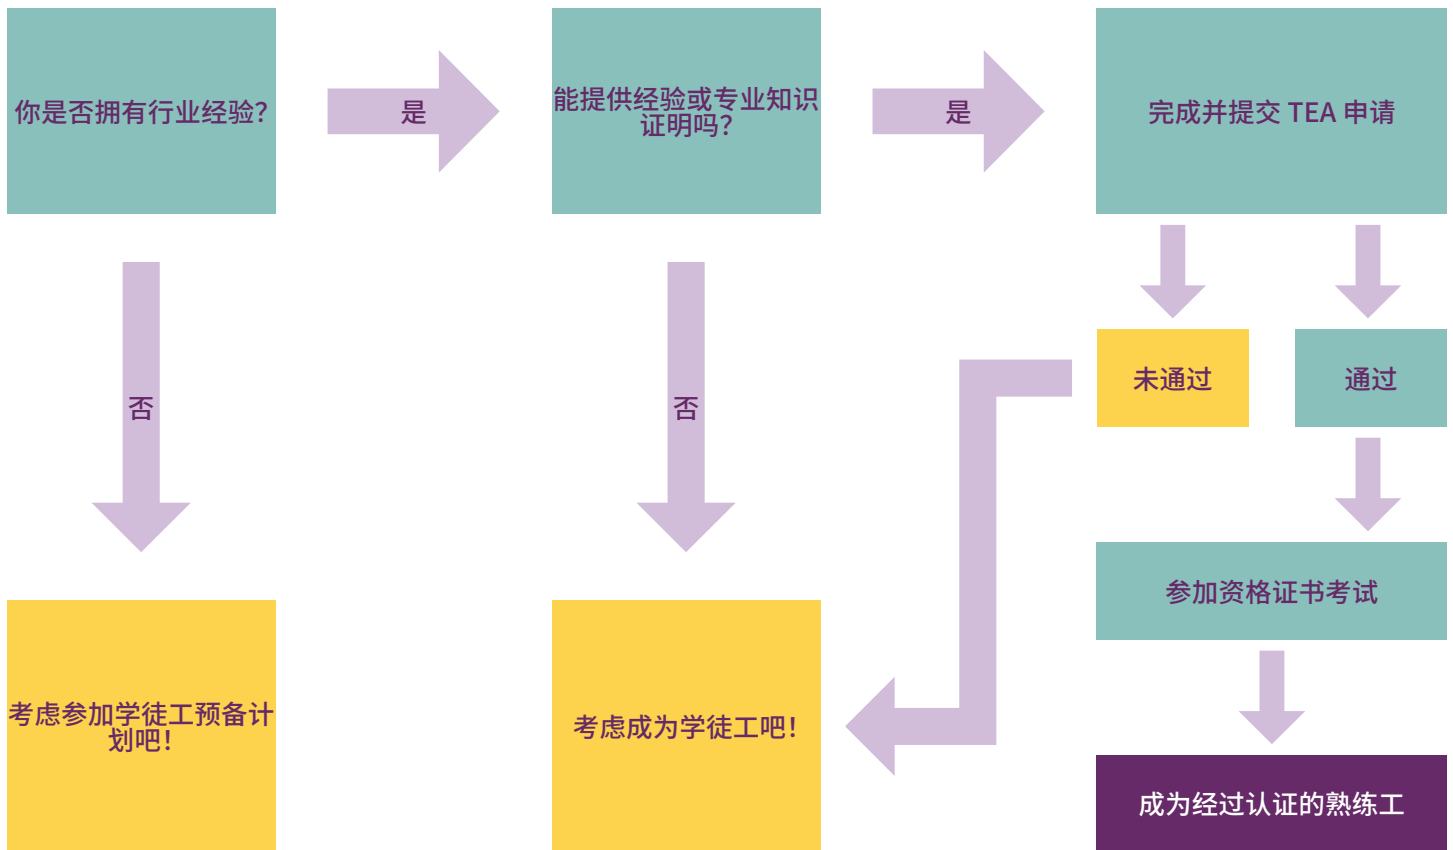 你是否拥有行业经验？
是
能提供经验或专业知识
证明吗？
是
完成并提交 TEA 申请
未通过
通过
否
否
参加资格证书考试
考虑参加学徒工预备计
划吧！
考虑成为学徒工吧！
成为经过认证的熟练工